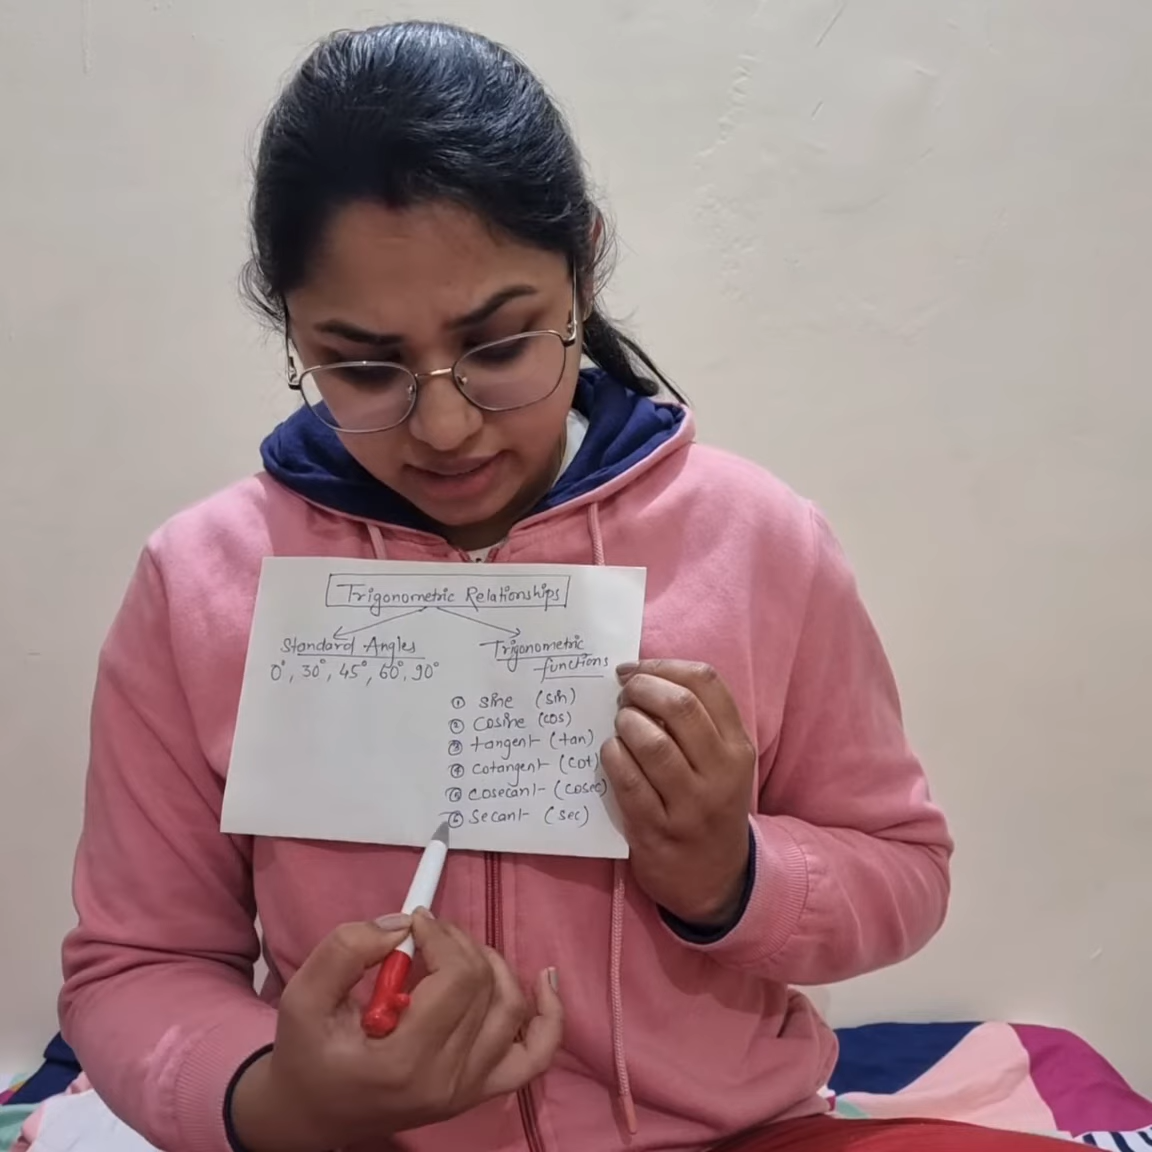 Trigonometric Relationships
Standard Angles
0°, 30°, 45°, 60°, 90°
Trigonometric
functions
① sine (sin)
② Cosine (cos)
③ tangent (tan)
④ cotangent (cot)
⑤ cosecant (cosec)
⑥ Secant (sec)